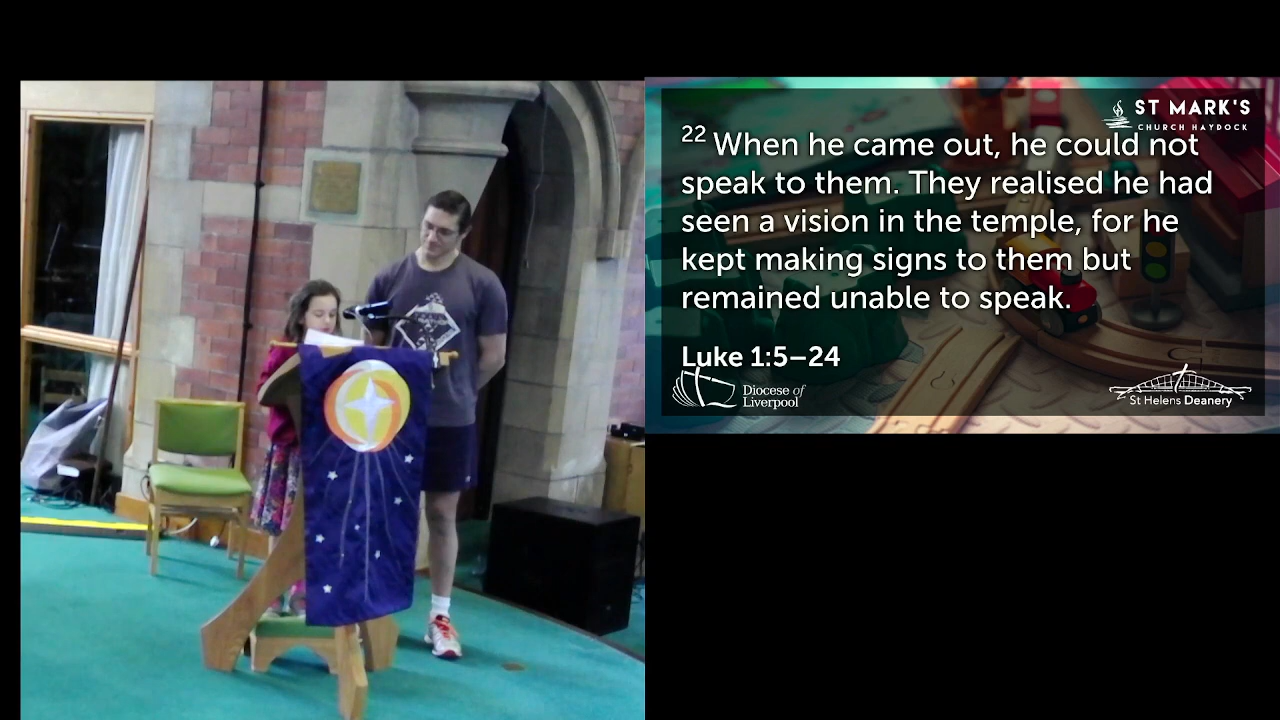 ST MARK'S
CHURCH HAYDOCK
22 When he came out, he could not
speak to them. They realised he had
seen a vision in the temple, for he
kept making signs to them but
remained unable to speak.
Luke 1:5–24
Diocese of
Liverpool
St Helens Deanery